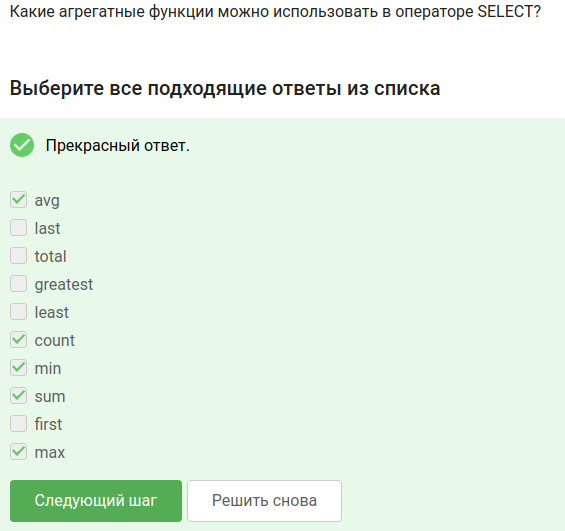 Какие агрегатные функции можно использовать в операторе SELECT?
Выберите все подходящие ответы из списка
Прекрасный ответ.
avg
last
total
greatest
least
count
min
sum
first
max
Следующий шаг
Решить снова